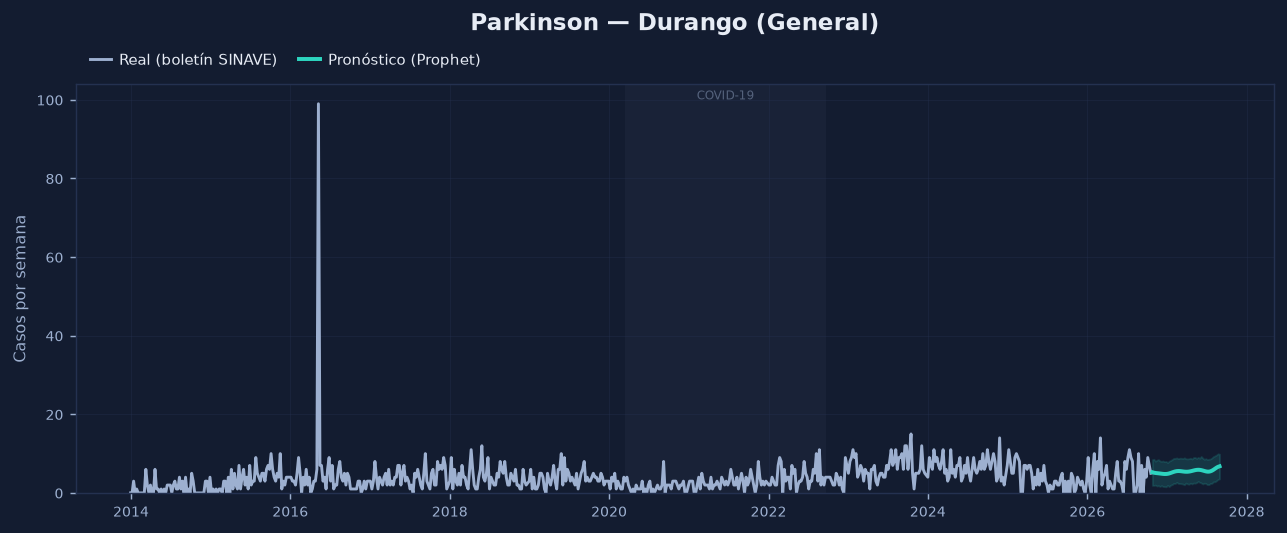 Parkinson — Durango (General)
Real (boletín SINAVE)
Pronóstico (Prophet)
COVID-19
Casos por semana
100
80
60
40
20
0
2014
2016
2018
2020
2022
2024
2026
2028